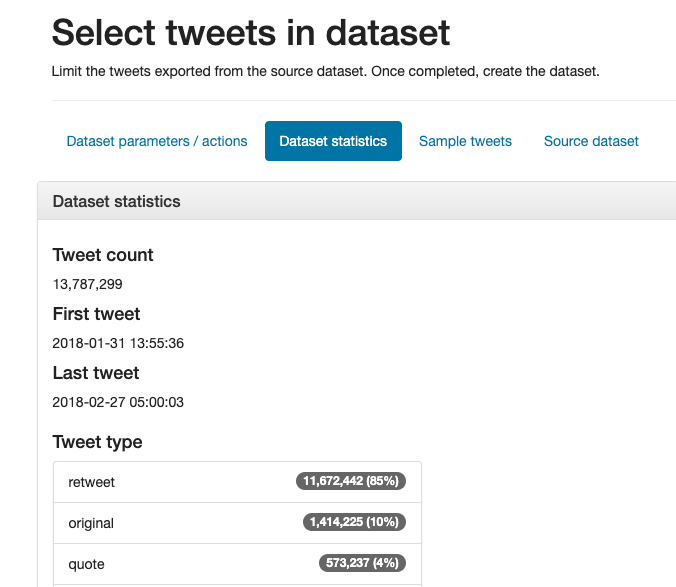 Select tweets in dataset
Limit the tweets exported from the source dataset. Once completed, create the dataset.
Dataset parameters / actions Dataset statistics Sample tweets Source dataset
Dataset statistics
Tweet count
13,787,299
First tweet
2018-01-31 13:55:36
Last tweet
2018-02-27 05:00:03
Tweet type
retweet 11,672,442 (85%)
original 1,414,225 (10%)
quote 573,237 (4%)